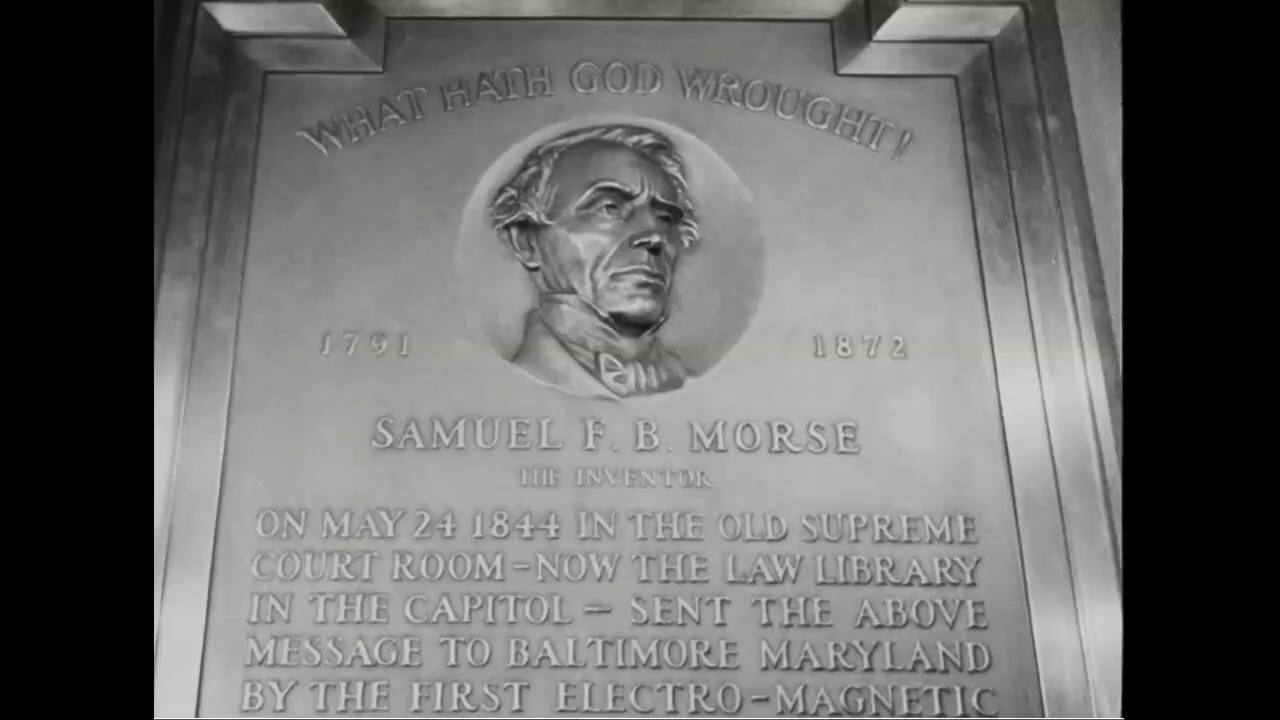 WHAT HATH GOD WROUGHT!
1791 1872
SAMUEL F. B. MORSE
THE INVENTOR
ON MAY 24 1844 IN THE OLD SUPREME
COURT ROOM – NOW THE LAW LIBRARY
IN THE CAPITOL – SENT THE ABOVE
MESSAGE TO BALTIMORE MARYLAND
BY THE FIRST ELECTRO-MAGNETIC